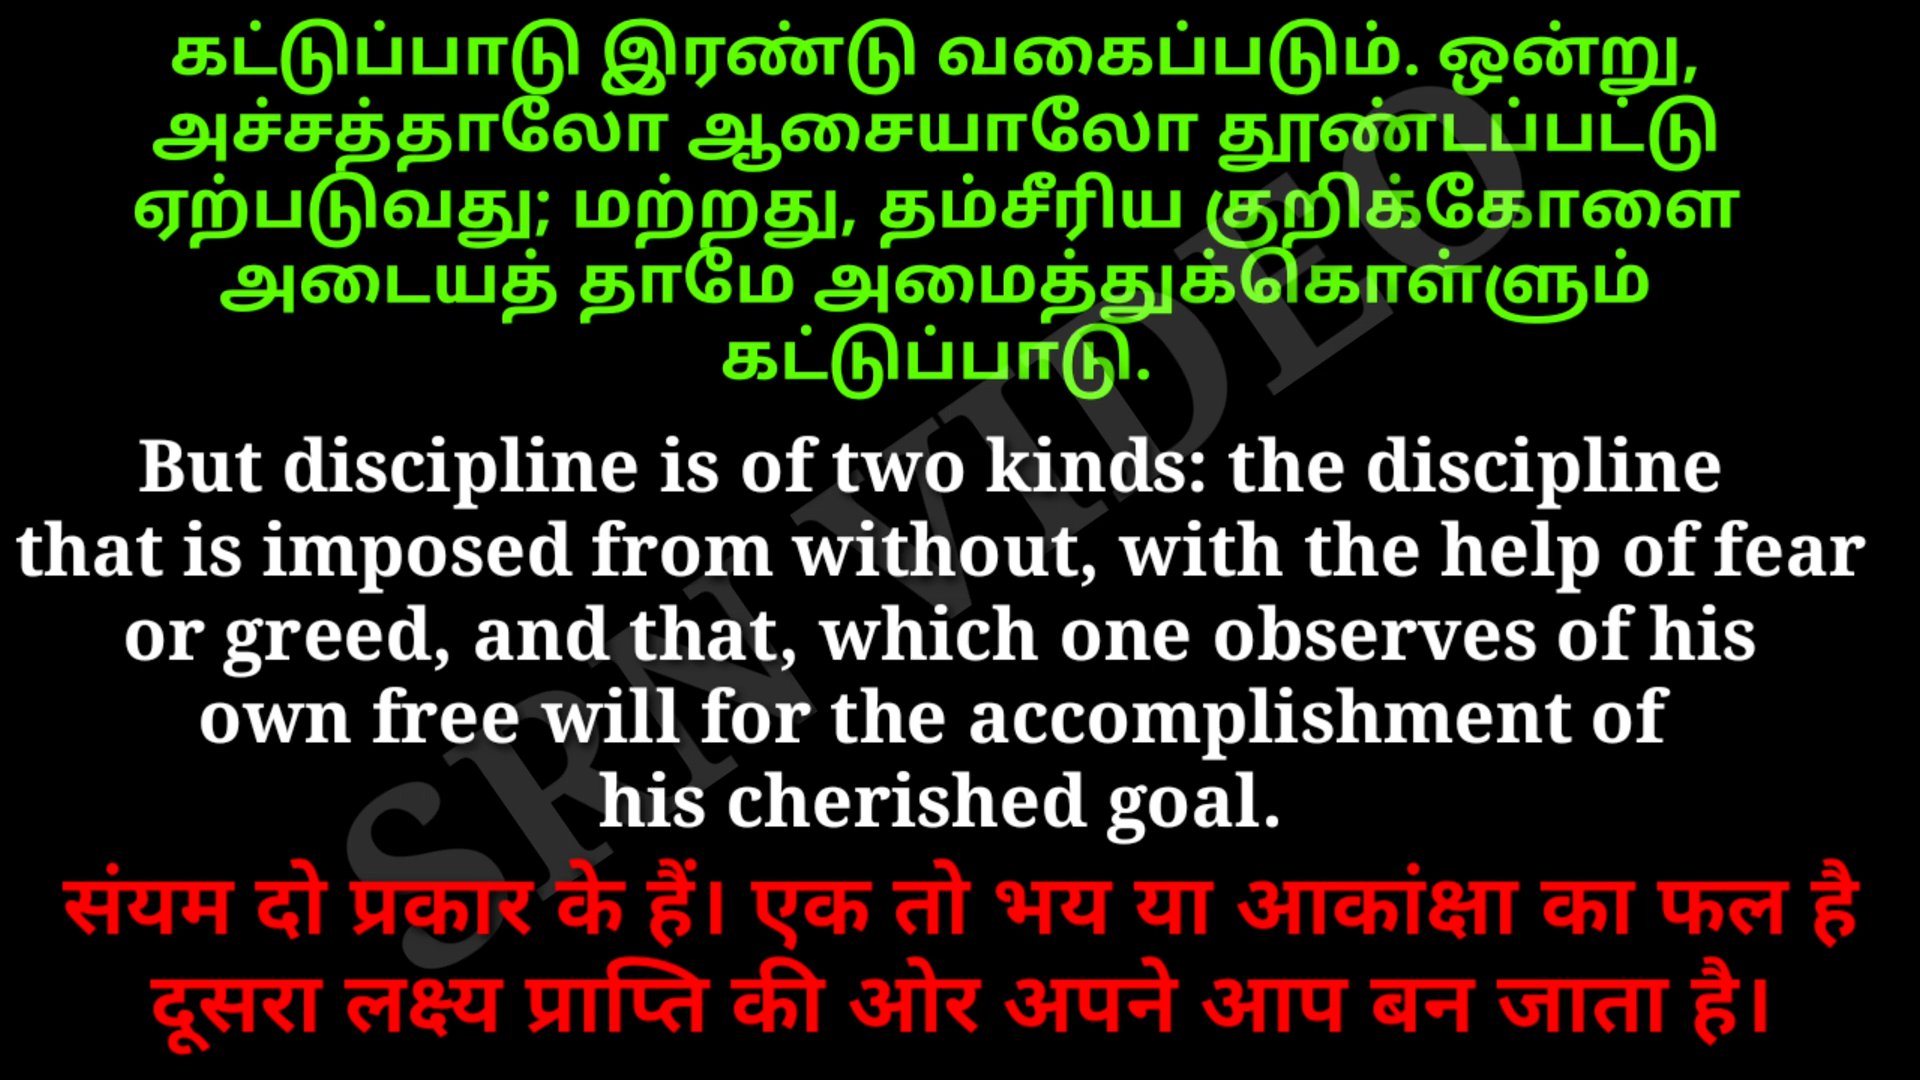 கட்டுப்பாடு இரண்டு வகைப்படும். ஒன்று,
அச்சத்தாலோ ஆசையாலோ தூண்டப்பட்டு
ஏற்படுவது; மற்றது, தம்சீரிய குறிக்கோளை
அடையத் தாமே அமைத்துக்கொள்ளும்
கட்டுப்பாடு.
But discipline is of two kinds: the discipline
that is imposed from without, with the help of fear
or greed, and that, which one observes of his
own free will for the accomplishment of
his cherished goal.
संयम दो प्रकार के हैं। एक तो भय या आकांक्षा का फल है
दूसरा लक्ष्य प्राप्ति की ओर अपने आप बन जाता है।
SRN VIDEO